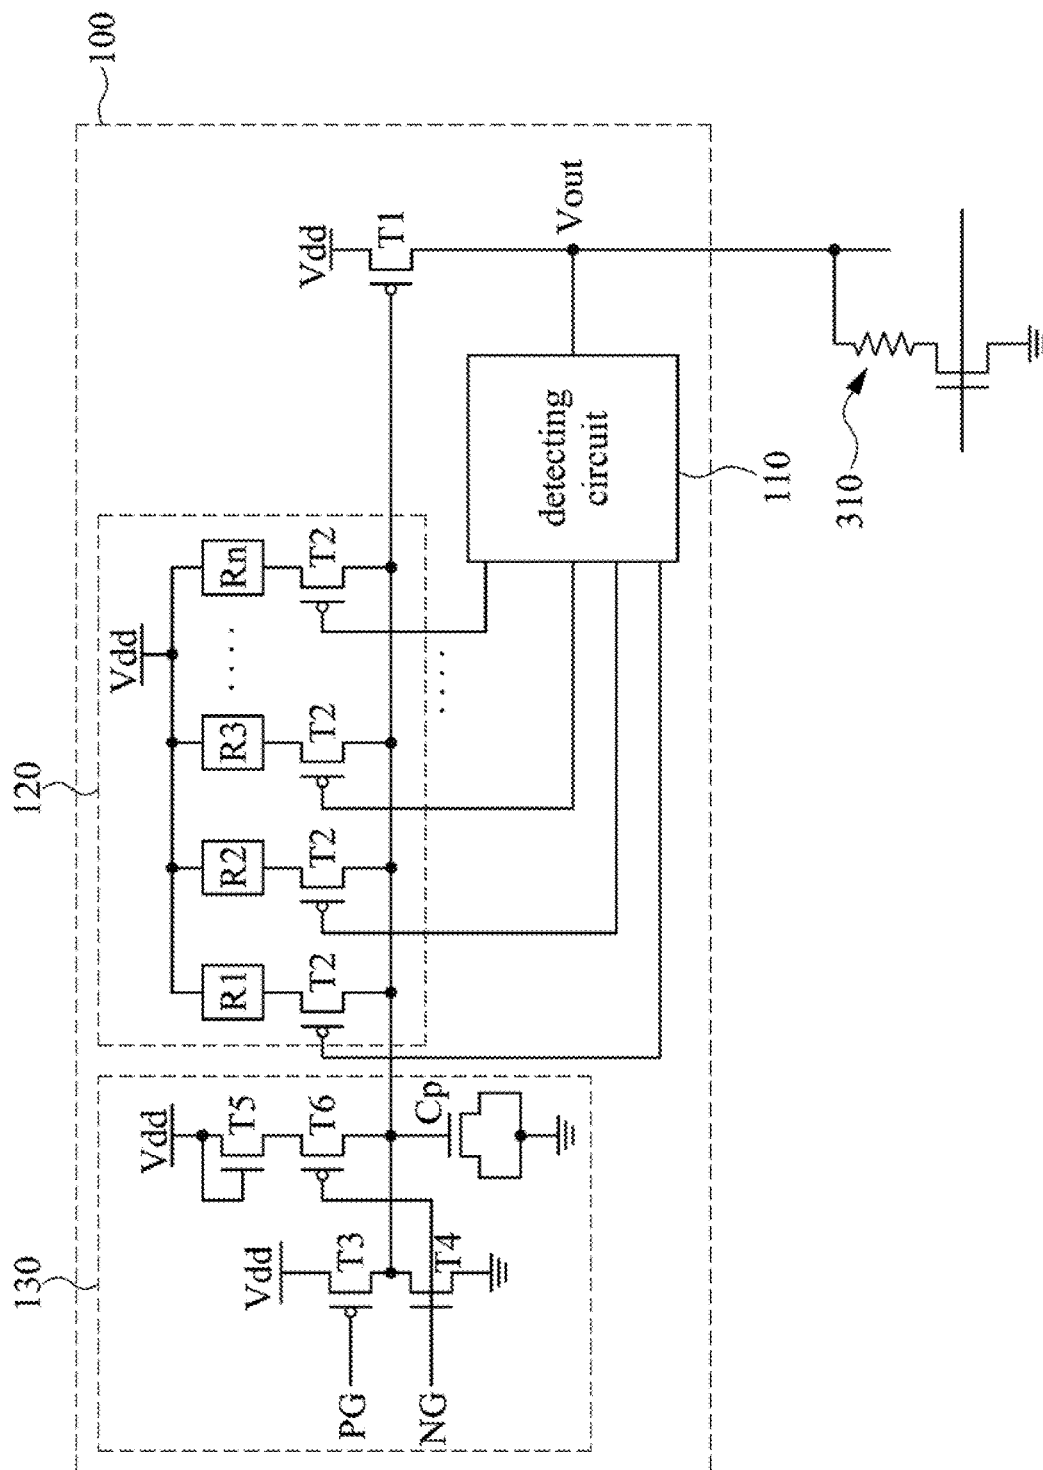 100
120
130
Vdd
R1
R2
R3
. . . .
Rn
T2
T2
T2
T2
. . . .
Vdd
T5
T6
Cp
Vdd
T3
T4
PG
NG
Vdd
T1
Vout
detecting
circuit
110
310